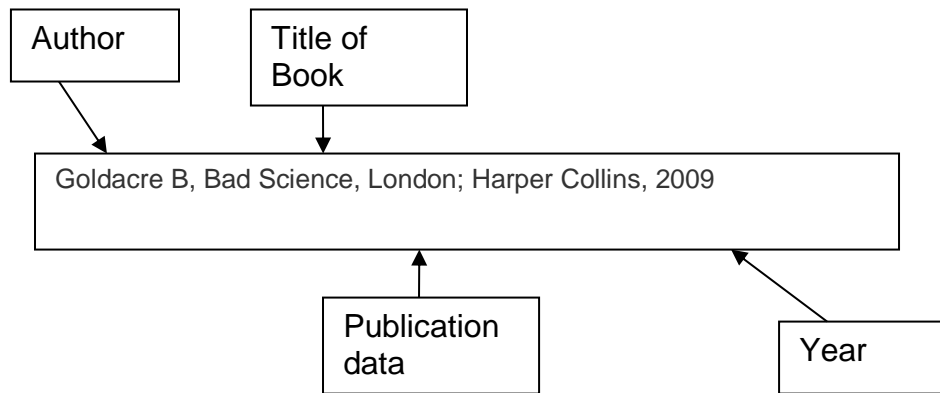 Author
Title of
Book
Goldacre B, Bad Science, London; Harper Collins, 2009
Publication
data
Year